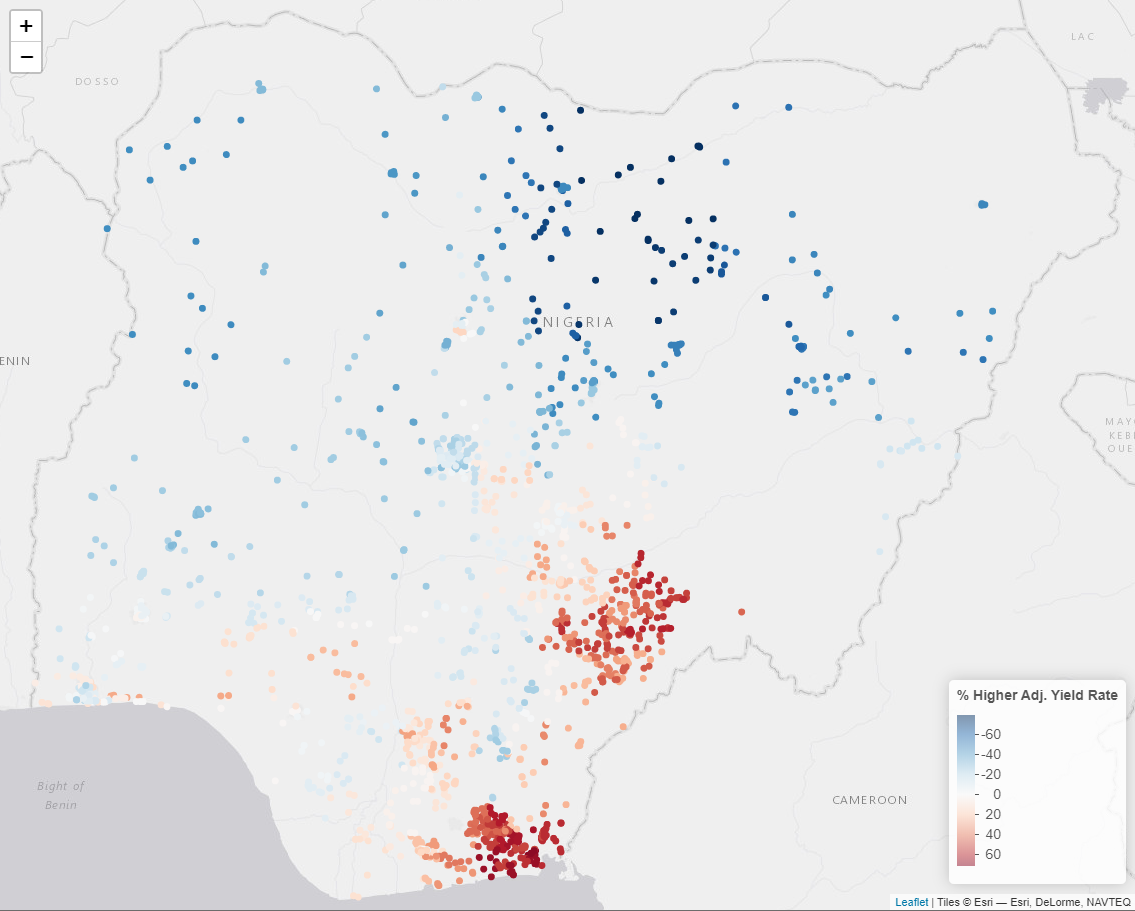 +
−
DOSSO
LAC
NIGERIA
ENIN
MAYO
KEBB
OUE
Bight of
Benin
CAMEROON
% Higher Adj. Yield Rate
-60
-40
-20
0
20
40
60
Leaflet | Tiles © Esri — Esri, DeLorme, NAVTEQ